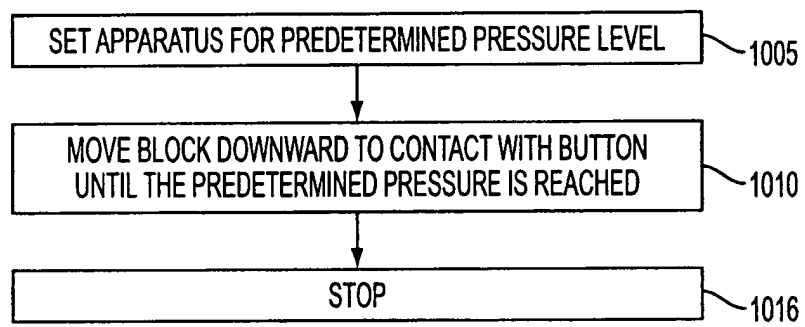 SET APPARATUS FOR PREDETERMINED PRESSURE LEVEL
1005
MOVE BLOCK DOWNWARD TO CONTACT WITH BUTTON
UNTIL THE PREDETERMINED PRESSURE IS REACHED
1010
STOP
1016